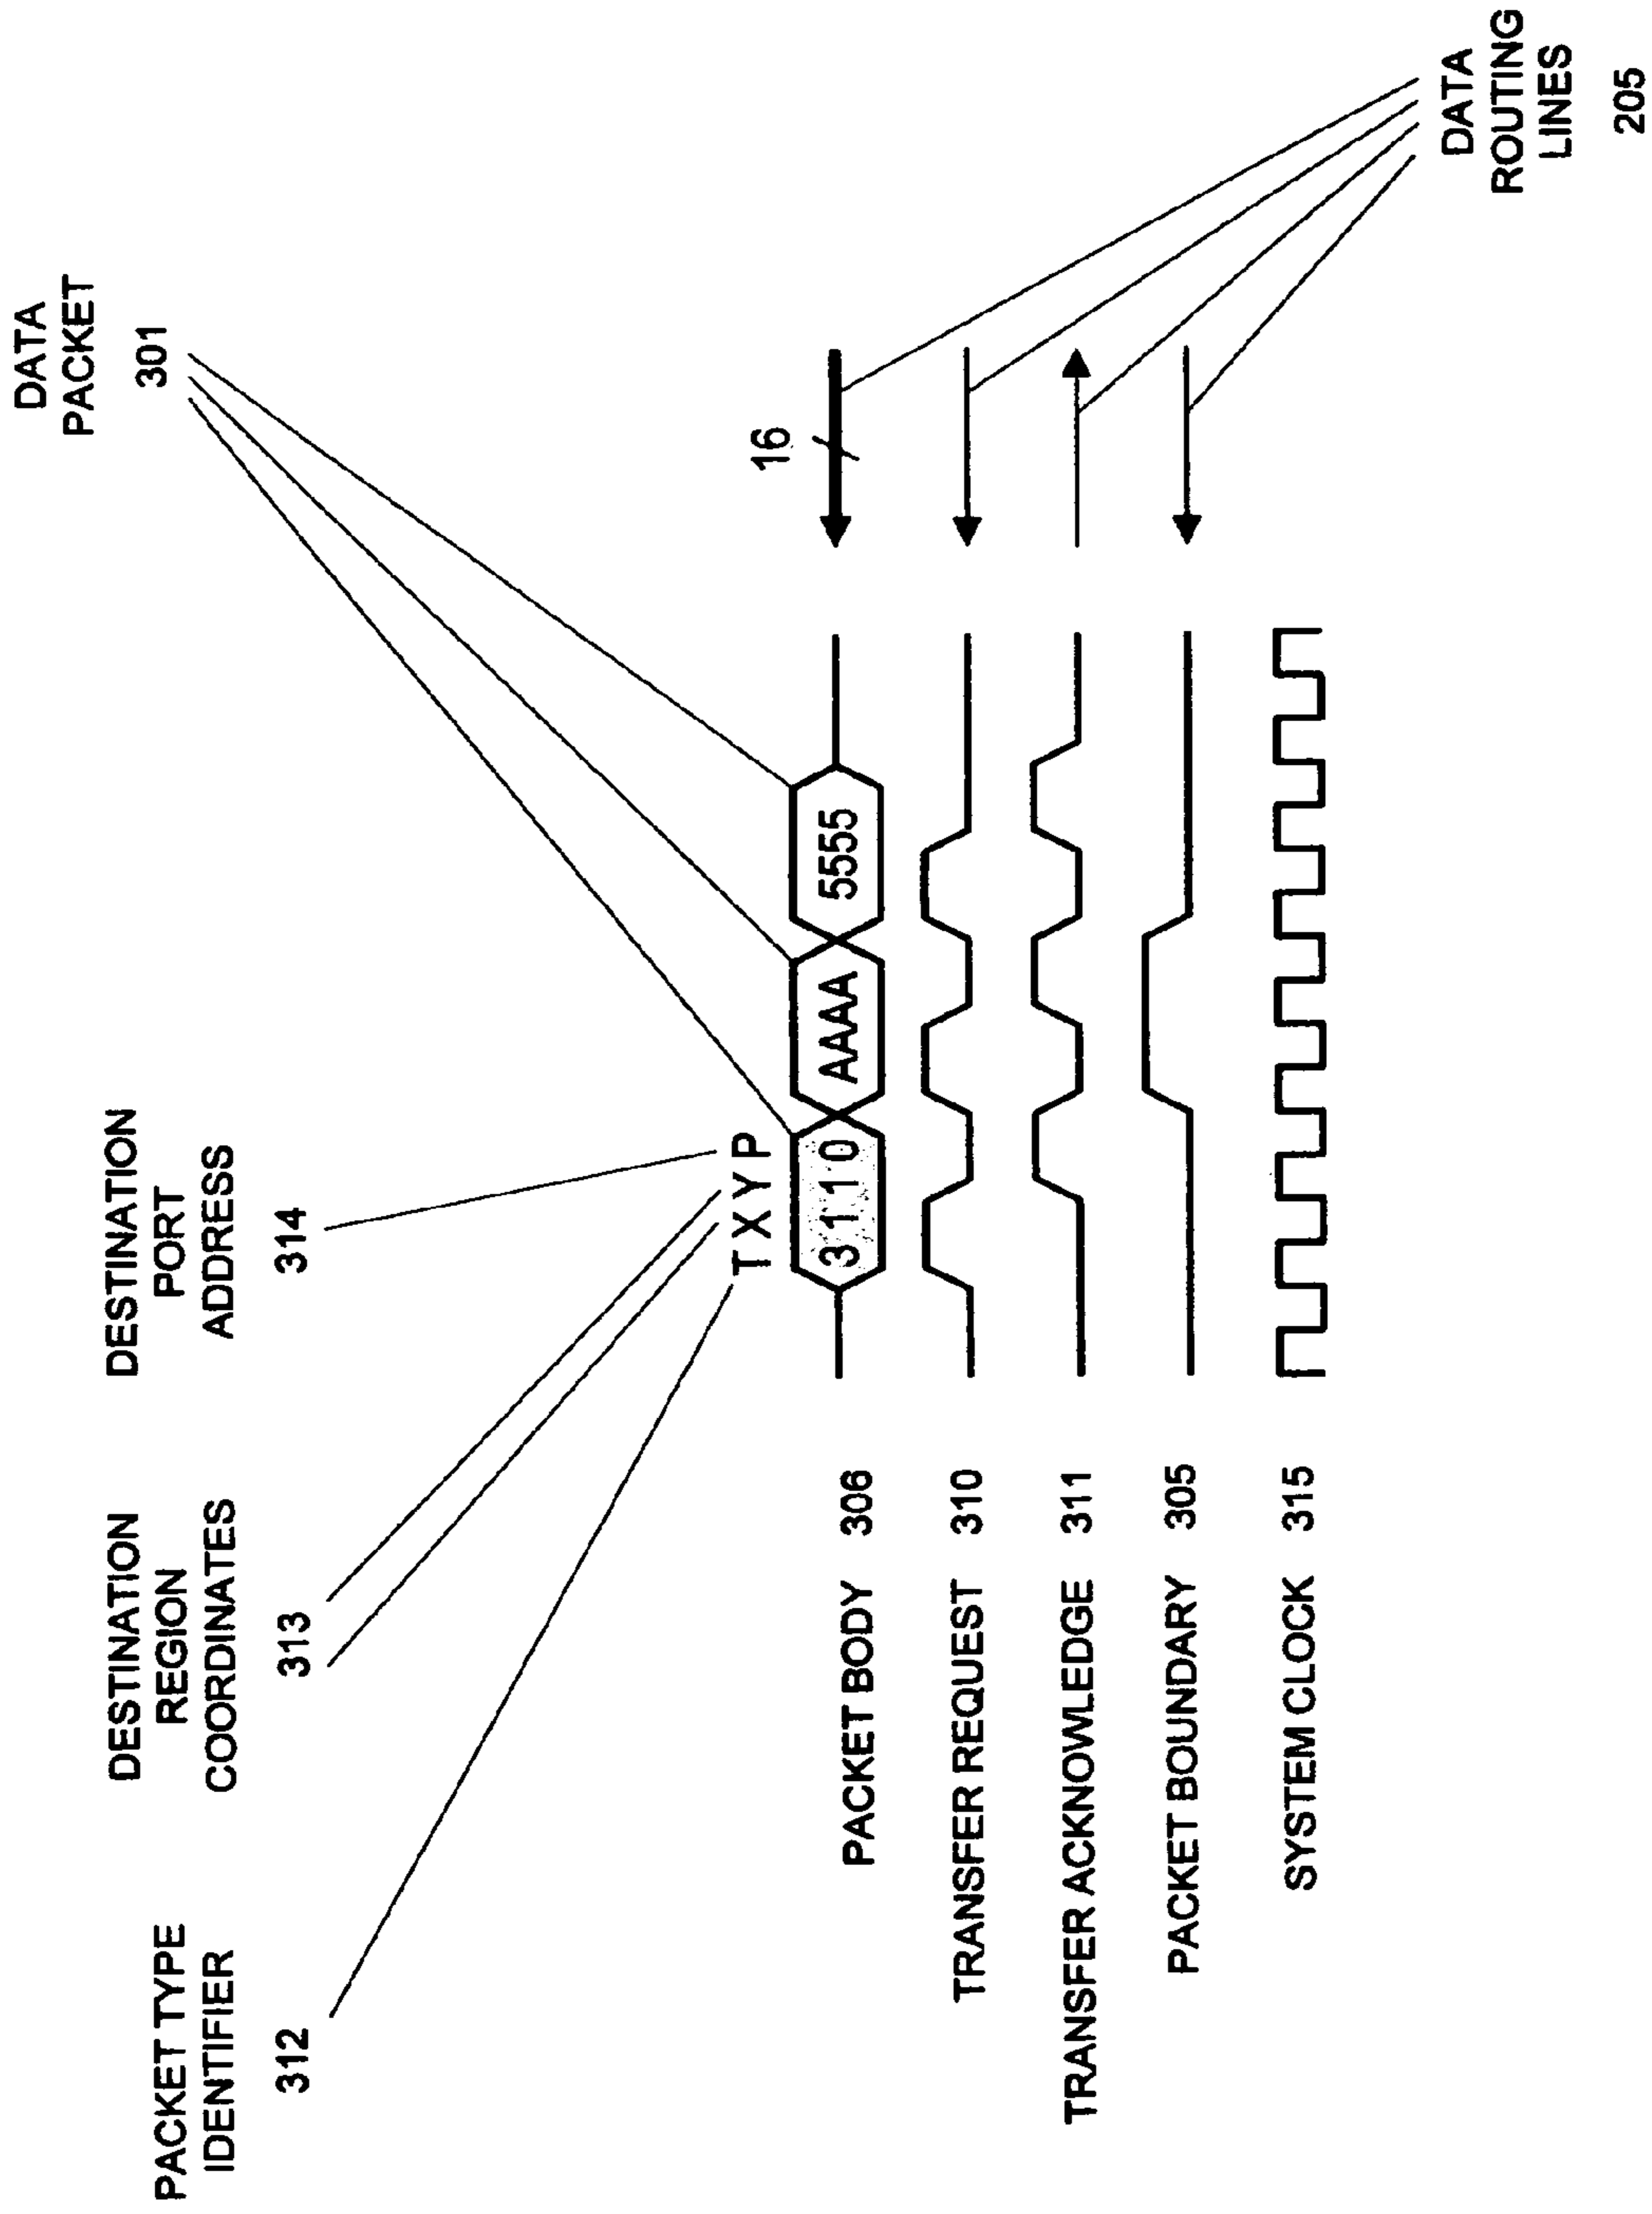 DATA
PACKET
301
PACKET TYPE
IDENTIFIER
312
DESTINATION
REGION
COORDINATES
313
DESTINATION
PORT
ADDRESS
314
T X Y P
16
PACKET BODY 306
3 1 1 0
AAAA
5555
TRANSFER REQUEST 310
TRANSFER ACKNOWLEDGE 311
PACKET BOUNDARY 305
SYSTEM CLOCK 315
DATA
ROUTING
LINES
205